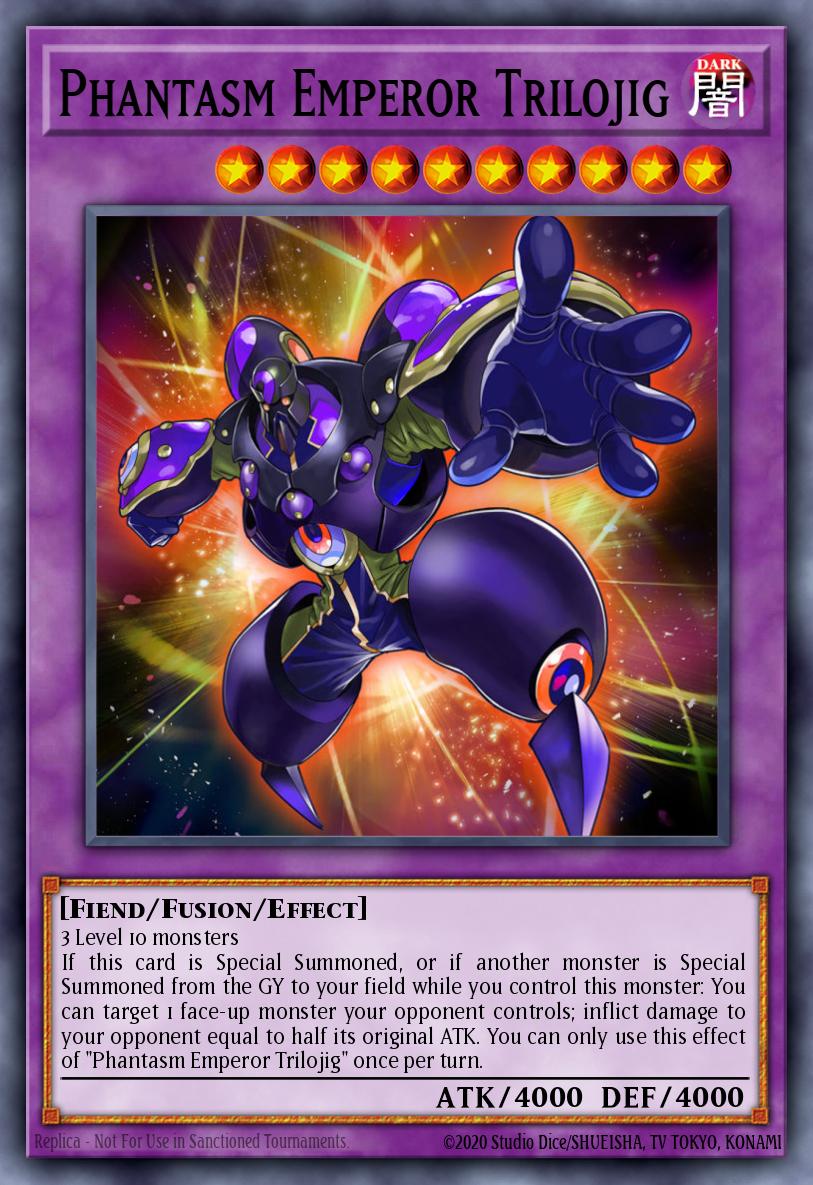 Phantasm Emperor Trilojig
DARK
闇
[Fiend/Fusion/Effect]
3 Level 10 monsters
If this card is Special Summoned, or if another monster is Special
Summoned from the GY to your field while you control this monster: You
can target 1 face-up monster your opponent controls; inflict damage to
your opponent equal to half its original ATK. You can only use this effect
of "Phantasm Emperor Trilojig" once per turn.
ATK/4000 DEF/4000
Replica - Not For Use in Sanctioned Tournaments.
©2020 Studio Dice/SHUEISHA, TV TOKYO, KONAMI